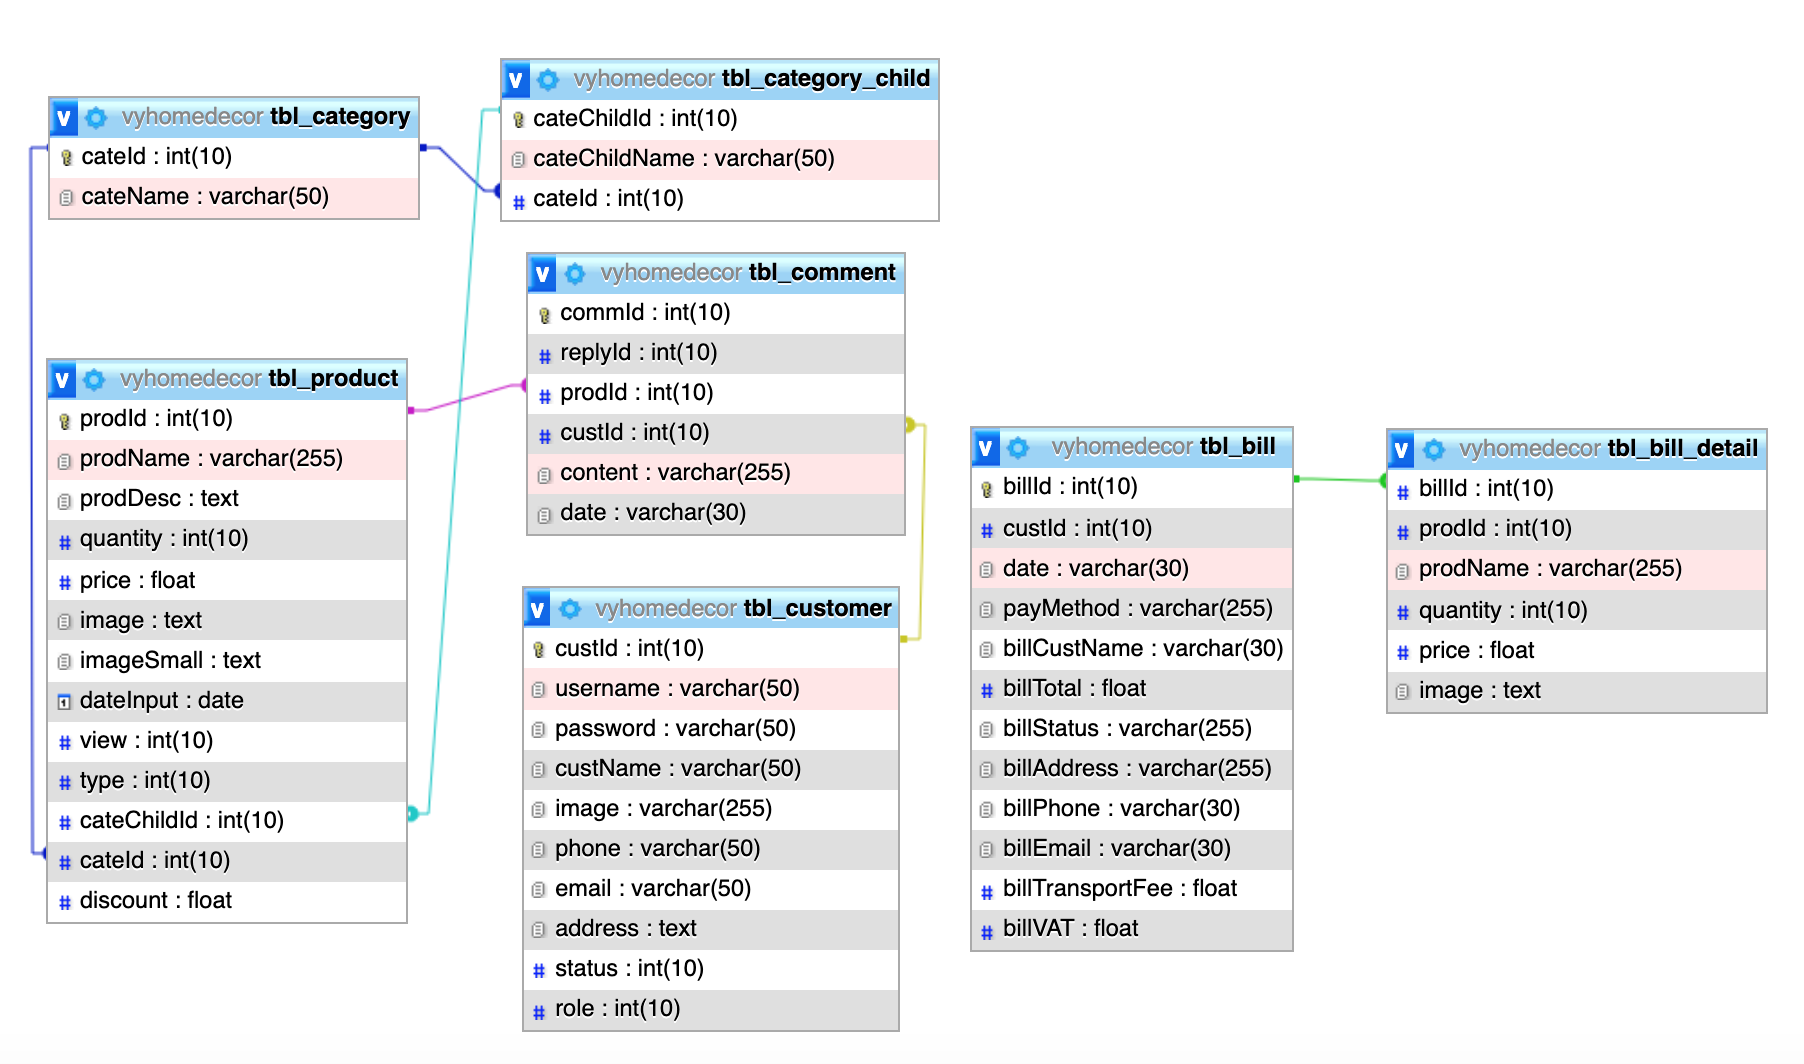 v vyhomedecor tbl_category
cateId : int(10)
cateName : varchar(50)
v vyhomedecor tbl_category_child
cateChildId : int(10)
cateChildName : varchar(50)
cateId : int(10)
v vyhomedecor tbl_comment
commId : int(10)
replyId : int(10)
prodId : int(10)
custId : int(10)
content : varchar(255)
date : varchar(30)
v vyhomedecor tbl_product
prodId : int(10)
prodName : varchar(255)
prodDesc : text
quantity : int(10)
price : float
image : text
imageSmall : text
dateInput : date
view : int(10)
type : int(10)
cateChildId : int(10)
cateId : int(10)
discount : float
v vyhomedecor tbl_customer
custId : int(10)
username : varchar(50)
password : varchar(50)
custName : varchar(50)
image : varchar(255)
phone : varchar(50)
email : varchar(50)
address : text
status : int(10)
role : int(10)
v vyhomedecor tbl_bill
billId : int(10)
custId : int(10)
date : varchar(30)
payMethod : varchar(255)
billCustName : varchar(30)
billTotal : float
billStatus : varchar(255)
billAddress : varchar(255)
billPhone : varchar(30)
billEmail : varchar(30)
billTransportFee : float
billVAT : float
v vyhomedecor tbl_bill_detail
billId : int(10)
prodId : int(10)
prodName : varchar(255)
quantity : int(10)
price : float
image : text